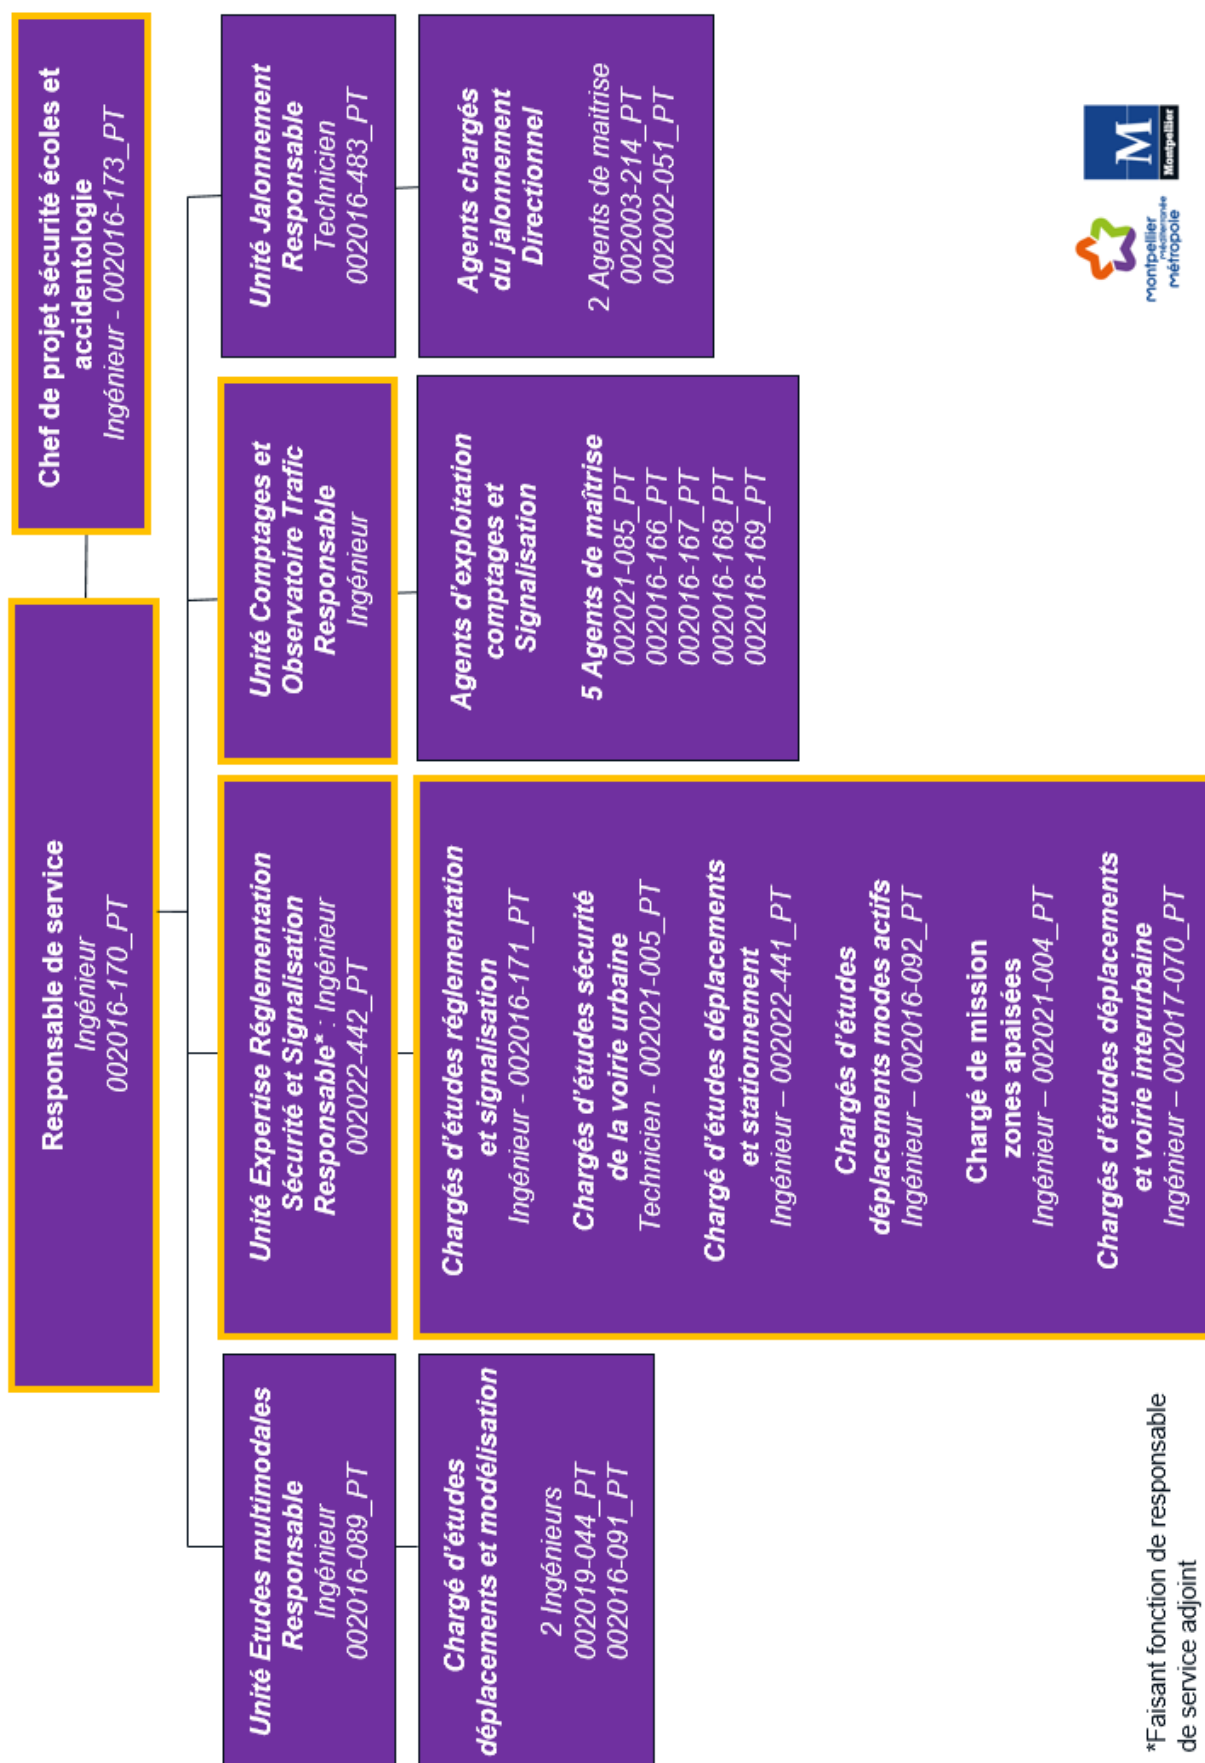 Responsable de service
Ingénieur
002016-170_PT
Chef de projet sécurité écoles et
accidentologie
Ingénieur - 002016-173_PT
Unité Etudes multimodales
Responsable
Ingénieur
002016-089_PT
Chargé d'études
déplacements et modélisation
2 Ingénieurs
002019-044_PT
002016-091_PT
Unité Expertise Réglementation
Sécurité et Signalisation
Responsable* : Ingénieur
002022-442_PT
Chargés d'études réglementation
et signalisation
Ingénieur - 002016-171_PT
Chargés d'études sécurité
de la voirie urbaine
Technicien - 002021-005_PT
Chargé d'études déplacements
et stationnement
Ingénieur – 002022-441_PT
Chargés d'études
déplacements modes actifs
Ingénieur – 002016-092_PT
Chargé de mission
zones apaisées
Ingénieur – 002021-004_PT
Chargés d'études déplacements
et voirie interurbaine
Ingénieur – 002017-070_PT
Unité Comptages et
Observatoire Trafic
Responsable
Ingénieur
Agents d'exploitation
comptages et
Signalisation
5 Agents de maîtrise
002021-085_PT
002016-166_PT
002016-167_PT
002016-168_PT
002016-169_PT
Unité Jalonnement
Responsable
Technicien
002016-483_PT
Agents chargés
du jalonnement
Directionnel
2 Agents de maitrise
002003-214_PT
002002-051_PT
*Faisant fonction de responsable
de service adjoint
montpellier
Méditerranée
métropole
M
Montpellier